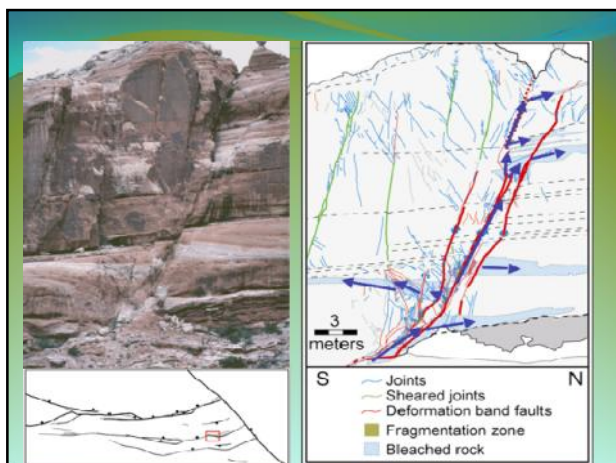 3
meters
S N
Joints
Sheared joints
Deformation band faults
Fragmentation zone
Bleached rock